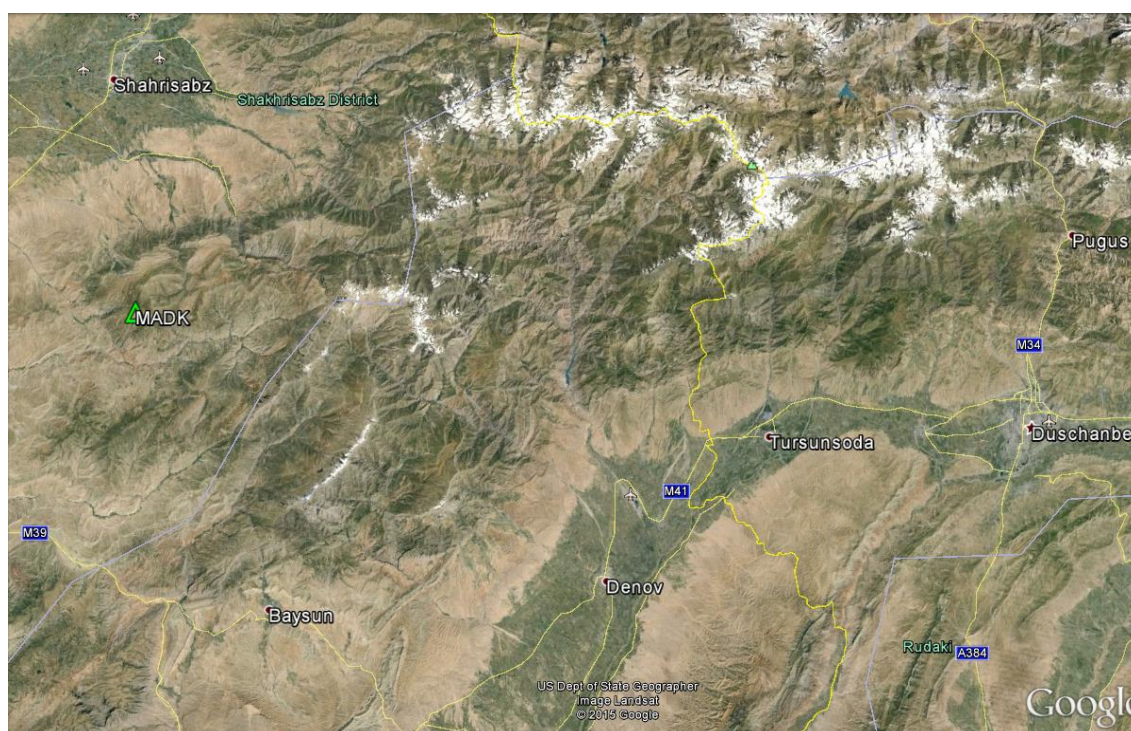 Shahrisabz
Shakhrisabz District
Pugus
MADK
M34
Duschanbe
Tursunsoda
M41
M39
Denov
Baysun
Rudaki
A384
US Dept of State Geographer
Image Landsat
© 2015 Google
Google